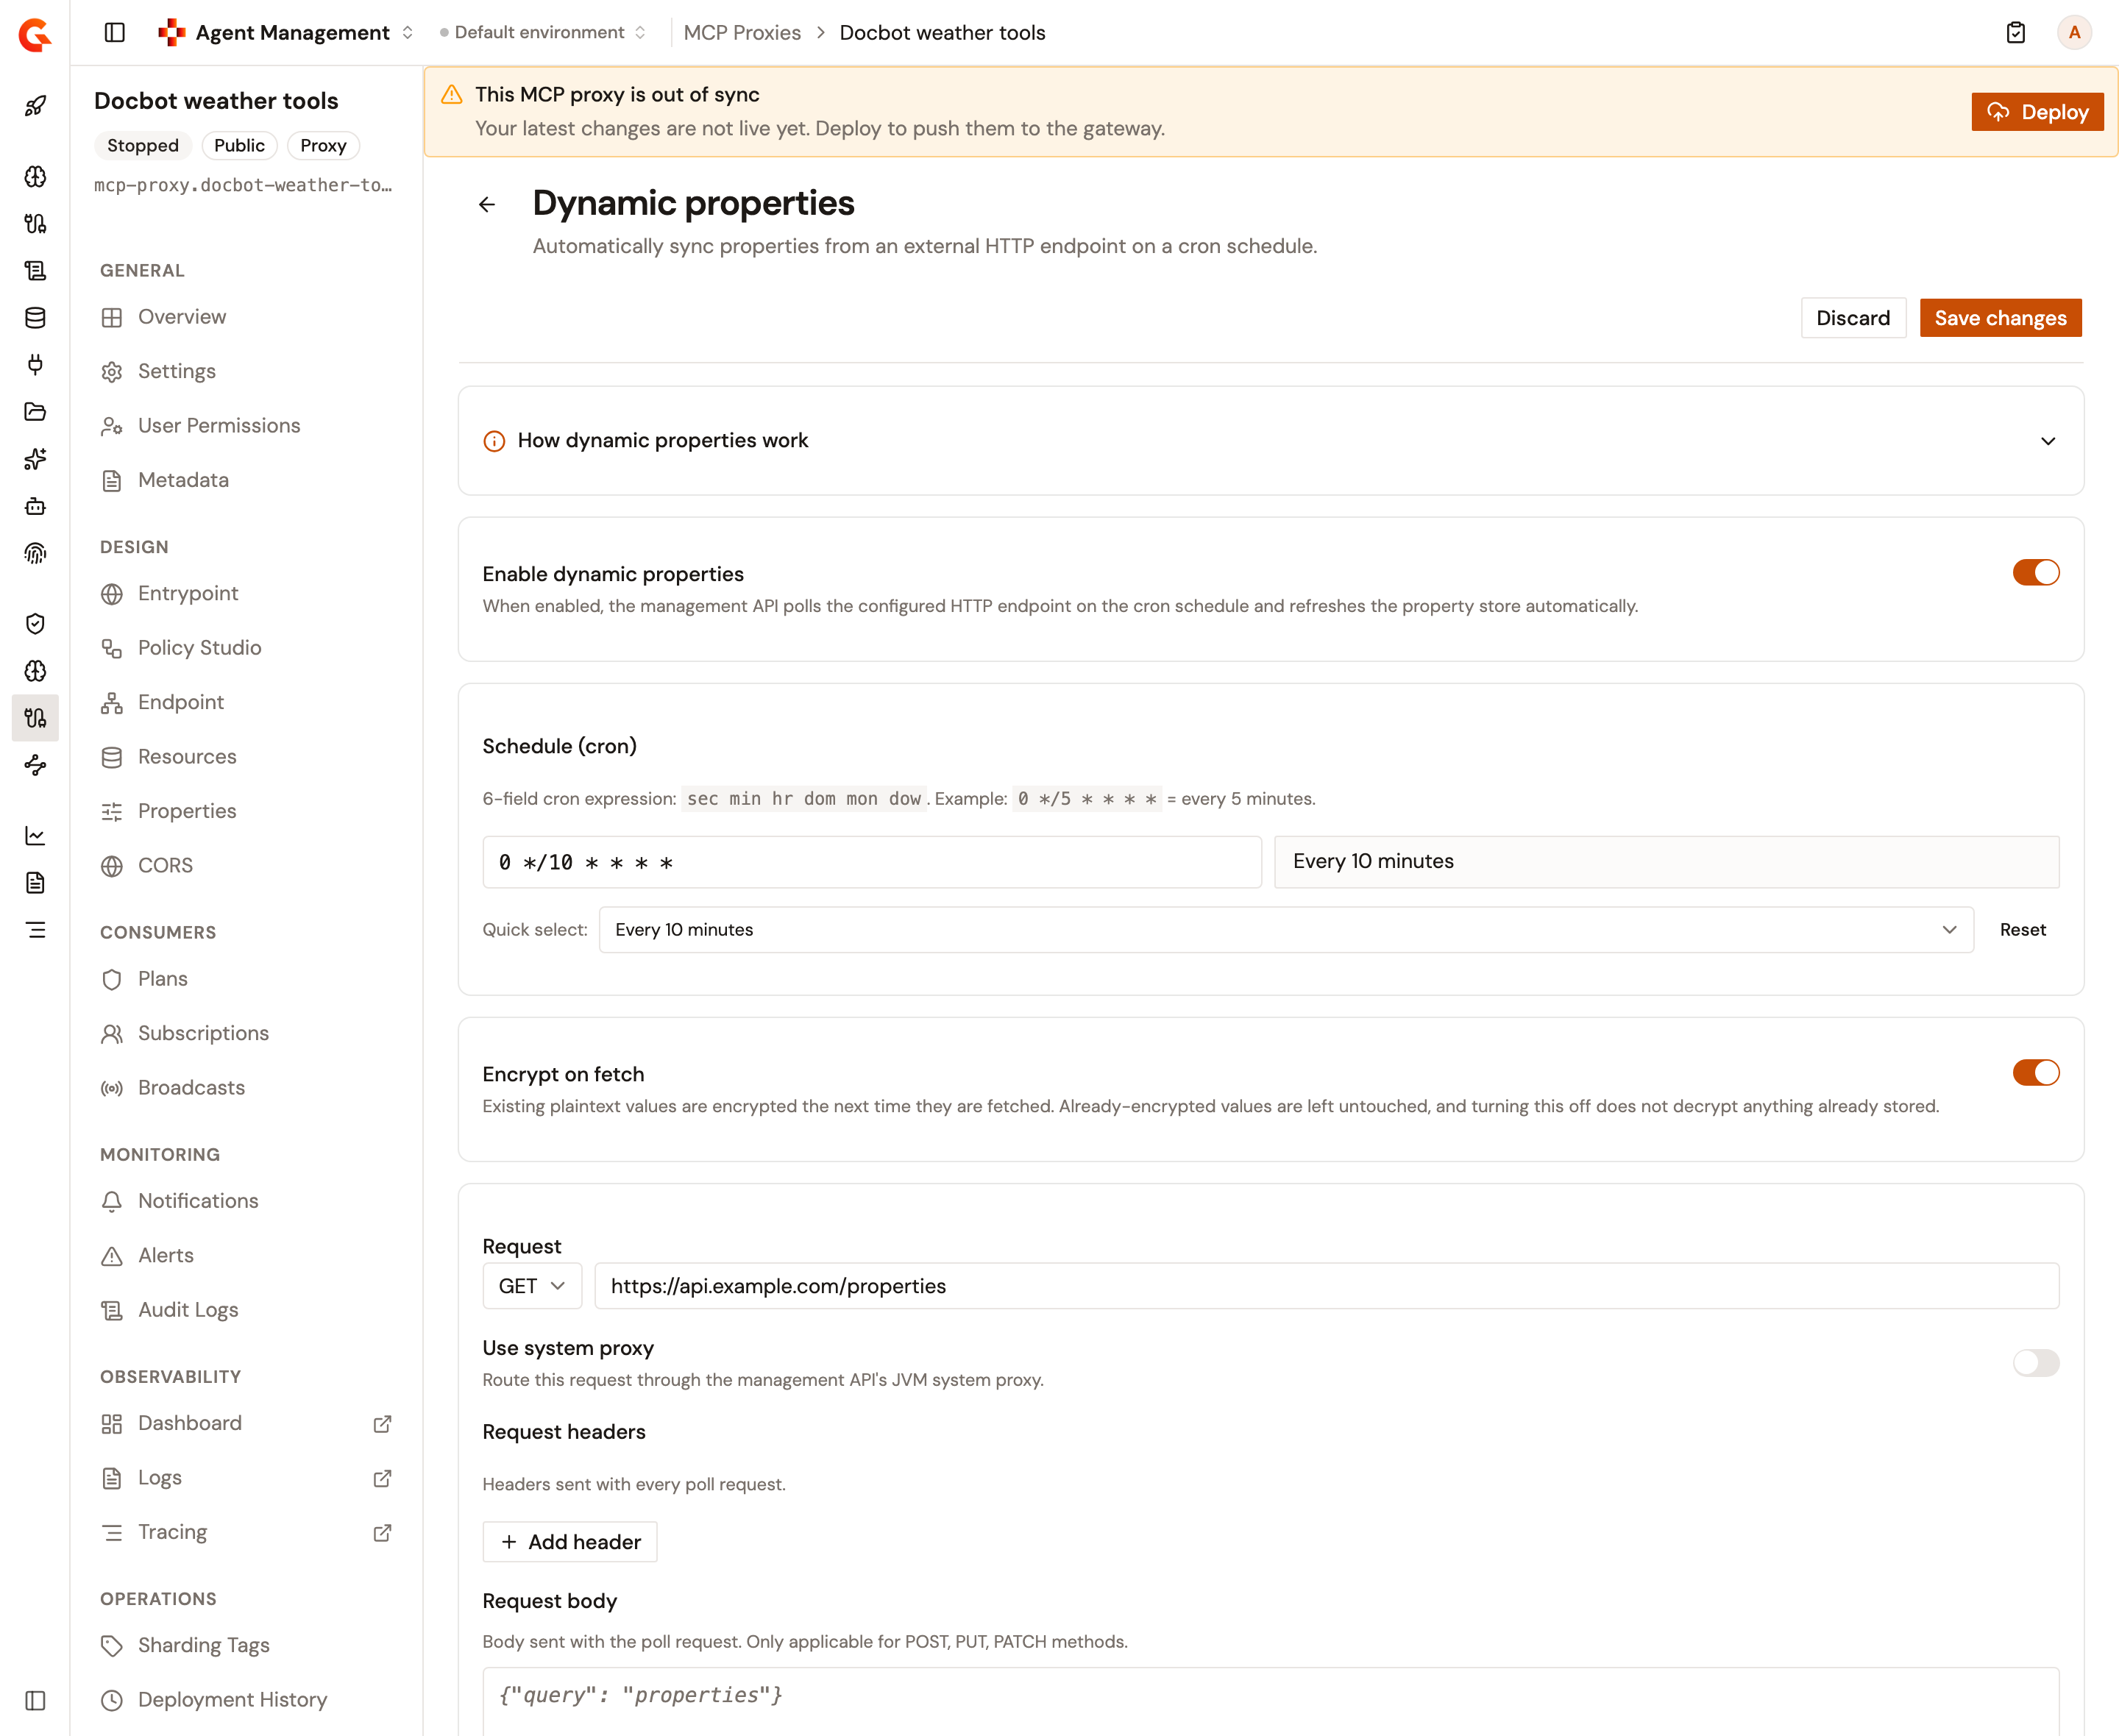 Agent Management
Default environment
MCP Proxies > Docbot weather tools
A
Docbot weather tools
Stopped
Public
Proxy
mcp-proxy.docbot-weather-to…
GENERAL
Overview
Settings
User Permissions
Metadata
DESIGN
Entrypoint
Policy Studio
Endpoint
Resources
Properties
CORS
CONSUMERS
Plans
Subscriptions
Broadcasts
MONITORING
Notifications
Alerts
Audit Logs
OBSERVABILITY
Dashboard
Logs
Tracing
OPERATIONS
Sharding Tags
Deployment History
This MCP proxy is out of sync
Your latest changes are not live yet. Deploy to push them to the gateway.
Deploy
Dynamic properties
Automatically sync properties from an external HTTP endpoint on a cron schedule.
Discard
Save changes
How dynamic properties work
Enable dynamic properties
When enabled, the management API polls the configured HTTP endpoint on the cron schedule and refreshes the property store automatically.
Schedule (cron)
6-field cron expression: sec min hr dom mon dow. Example: 0 */5 * * * * = every 5 minutes.
0 */10 * * * *
Every 10 minutes
Quick select:
Every 10 minutes
Reset
Encrypt on fetch
Existing plaintext values are encrypted the next time they are fetched. Already-encrypted values are left untouched, and turning this off does not decrypt anything already stored.
Request
GET
https://api.example.com/properties
Use system proxy
Route this request through the management API's JVM system proxy.
Request headers
Headers sent with every poll request.
+ Add header
Request body
Body sent with the poll request. Only applicable for POST, PUT, PATCH methods.
{"query": "properties"}